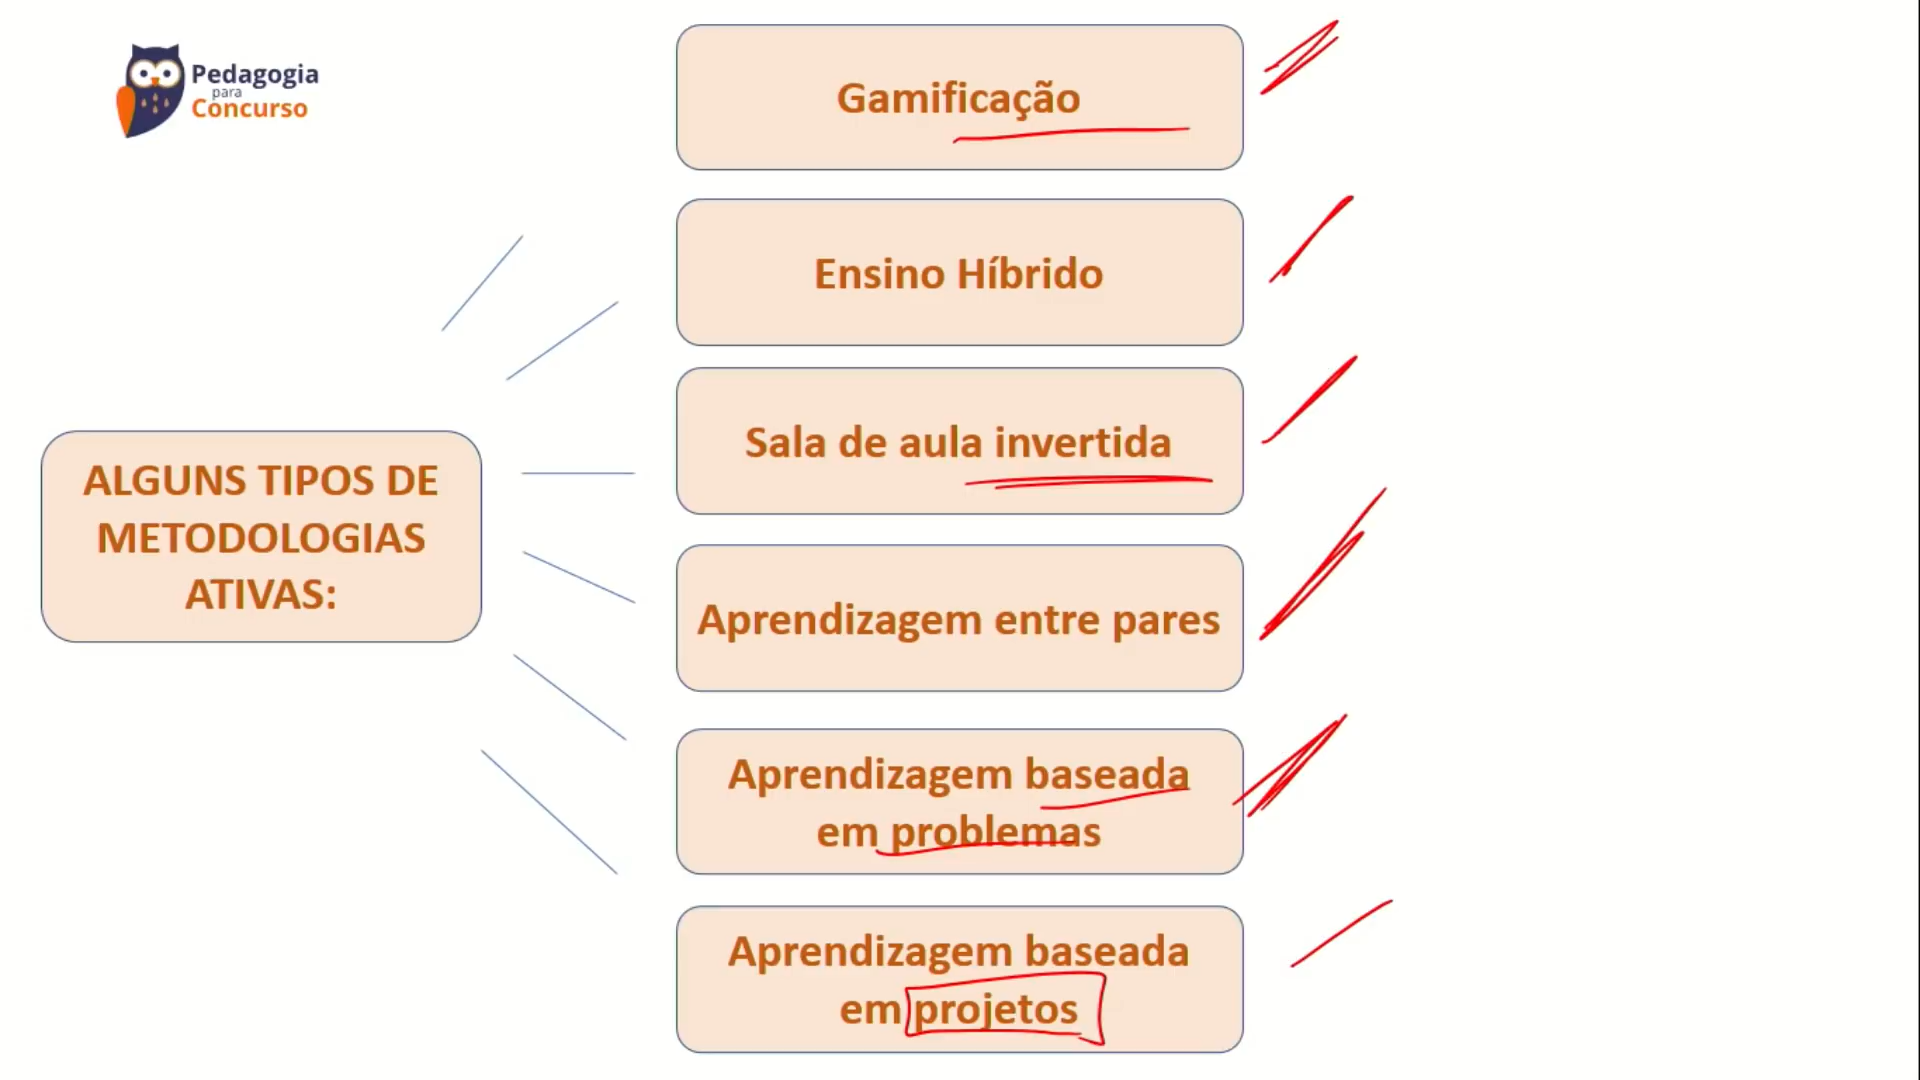 Pedagogia
para
Concurso
ALGUNS TIPOS DE
METODOLOGIAS
ATIVAS:
Gamificação
Ensino Híbrido
Sala de aula invertida
Aprendizagem entre pares
Aprendizagem baseada
em problemas
Aprendizagem baseada
em projetos